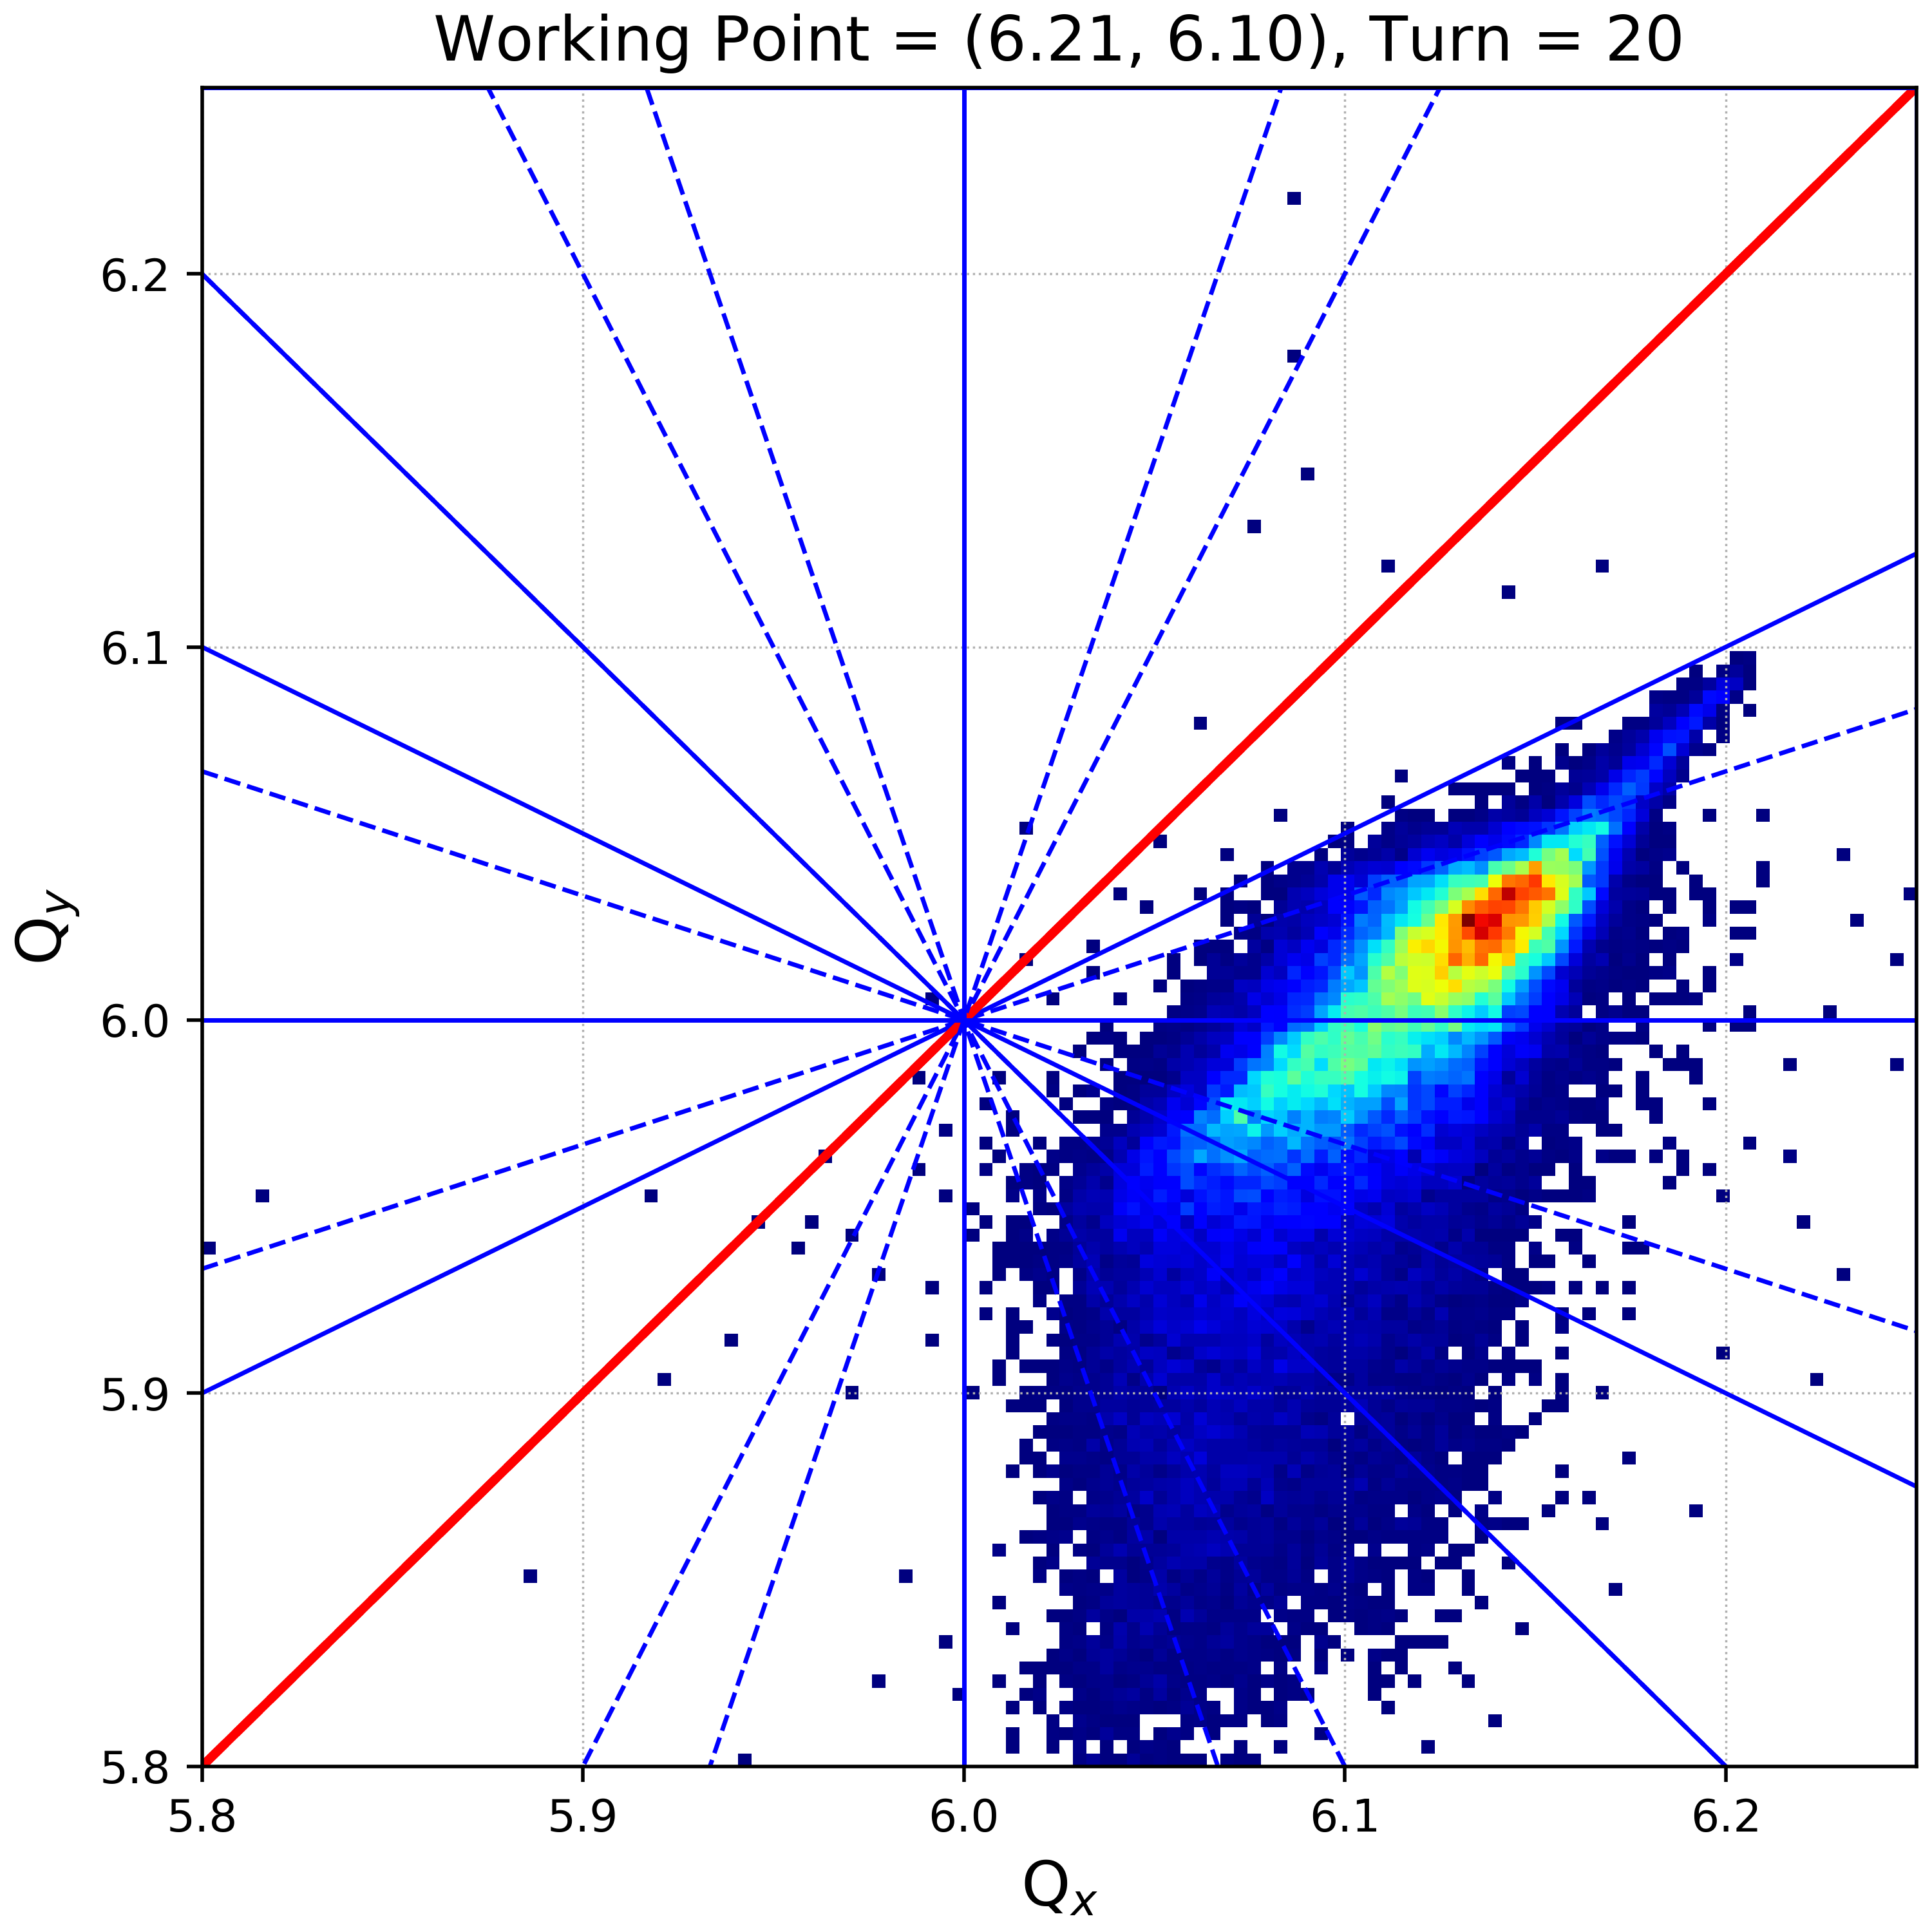 Working Point = (6.21, 6.10), Turn = 20
6.2
6.1
6.0
5.9
5.8
Qy
5.8 5.9 6.0 6.1 6.2
Qx